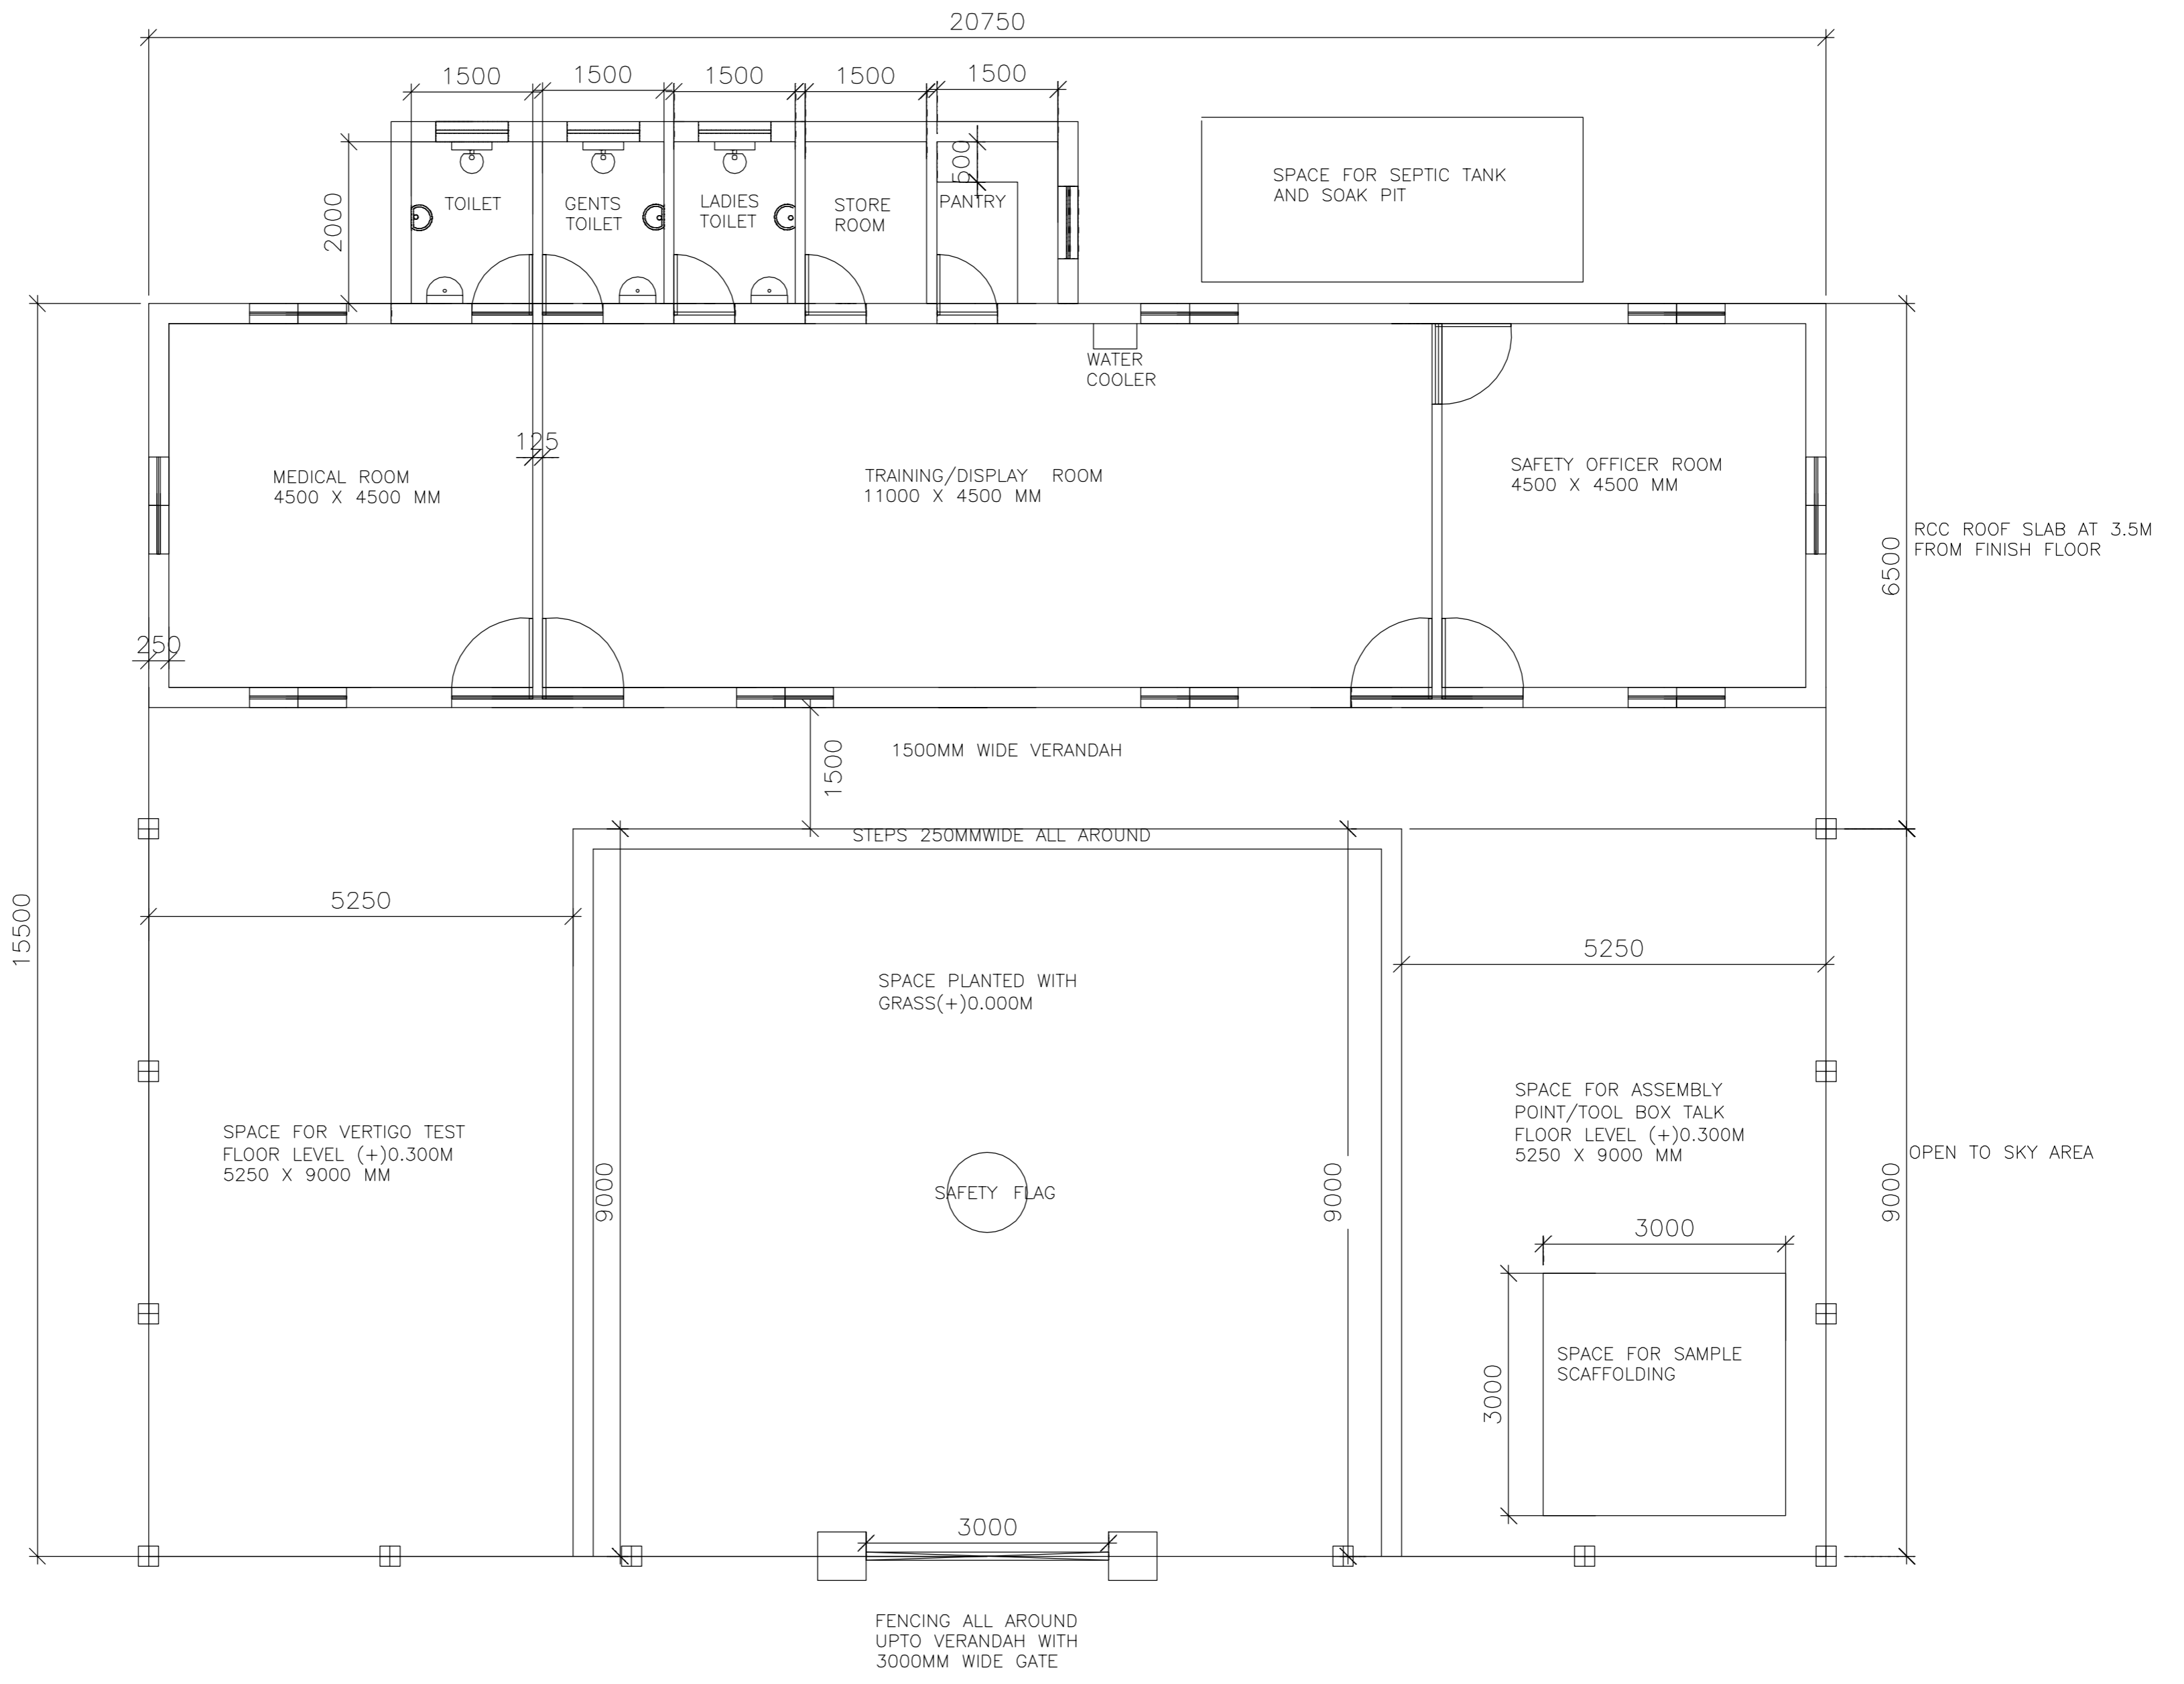 20750
1500
1500
1500
1500
1500
2000
500
TOILET
GENTS
TOILET
LADIES
TOILET
STORE
ROOM
PANTRY
SPACE FOR SEPTIC TANK
AND SOAK PIT
WATER
COOLER
125
MEDICAL ROOM
4500 X 4500 MM
TRAINING/DISPLAY ROOM
11000 X 4500 MM
SAFETY OFFICER ROOM
4500 X 4500 MM
RCC ROOF SLAB AT 3.5M
FROM FINISH FLOOR
6500
250
1500
1500MM WIDE VERANDAH
STEPS 250MMWIDE ALL AROUND
15500
5250
5250
SPACE PLANTED WITH
GRASS(+)0.000M
SPACE FOR VERTIGO TEST
FLOOR LEVEL (+)0.300M
5250 X 9000 MM
9000
SAFETY FLAG
9000
SPACE FOR ASSEMBLY
POINT/TOOL BOX TALK
FLOOR LEVEL (+)0.300M
5250 X 9000 MM
9000
OPEN TO SKY AREA
3000
3000
SPACE FOR SAMPLE
SCAFFOLDING
3000
FENCING ALL AROUND
UPTO VERANDAH WITH
3000MM WIDE GATE